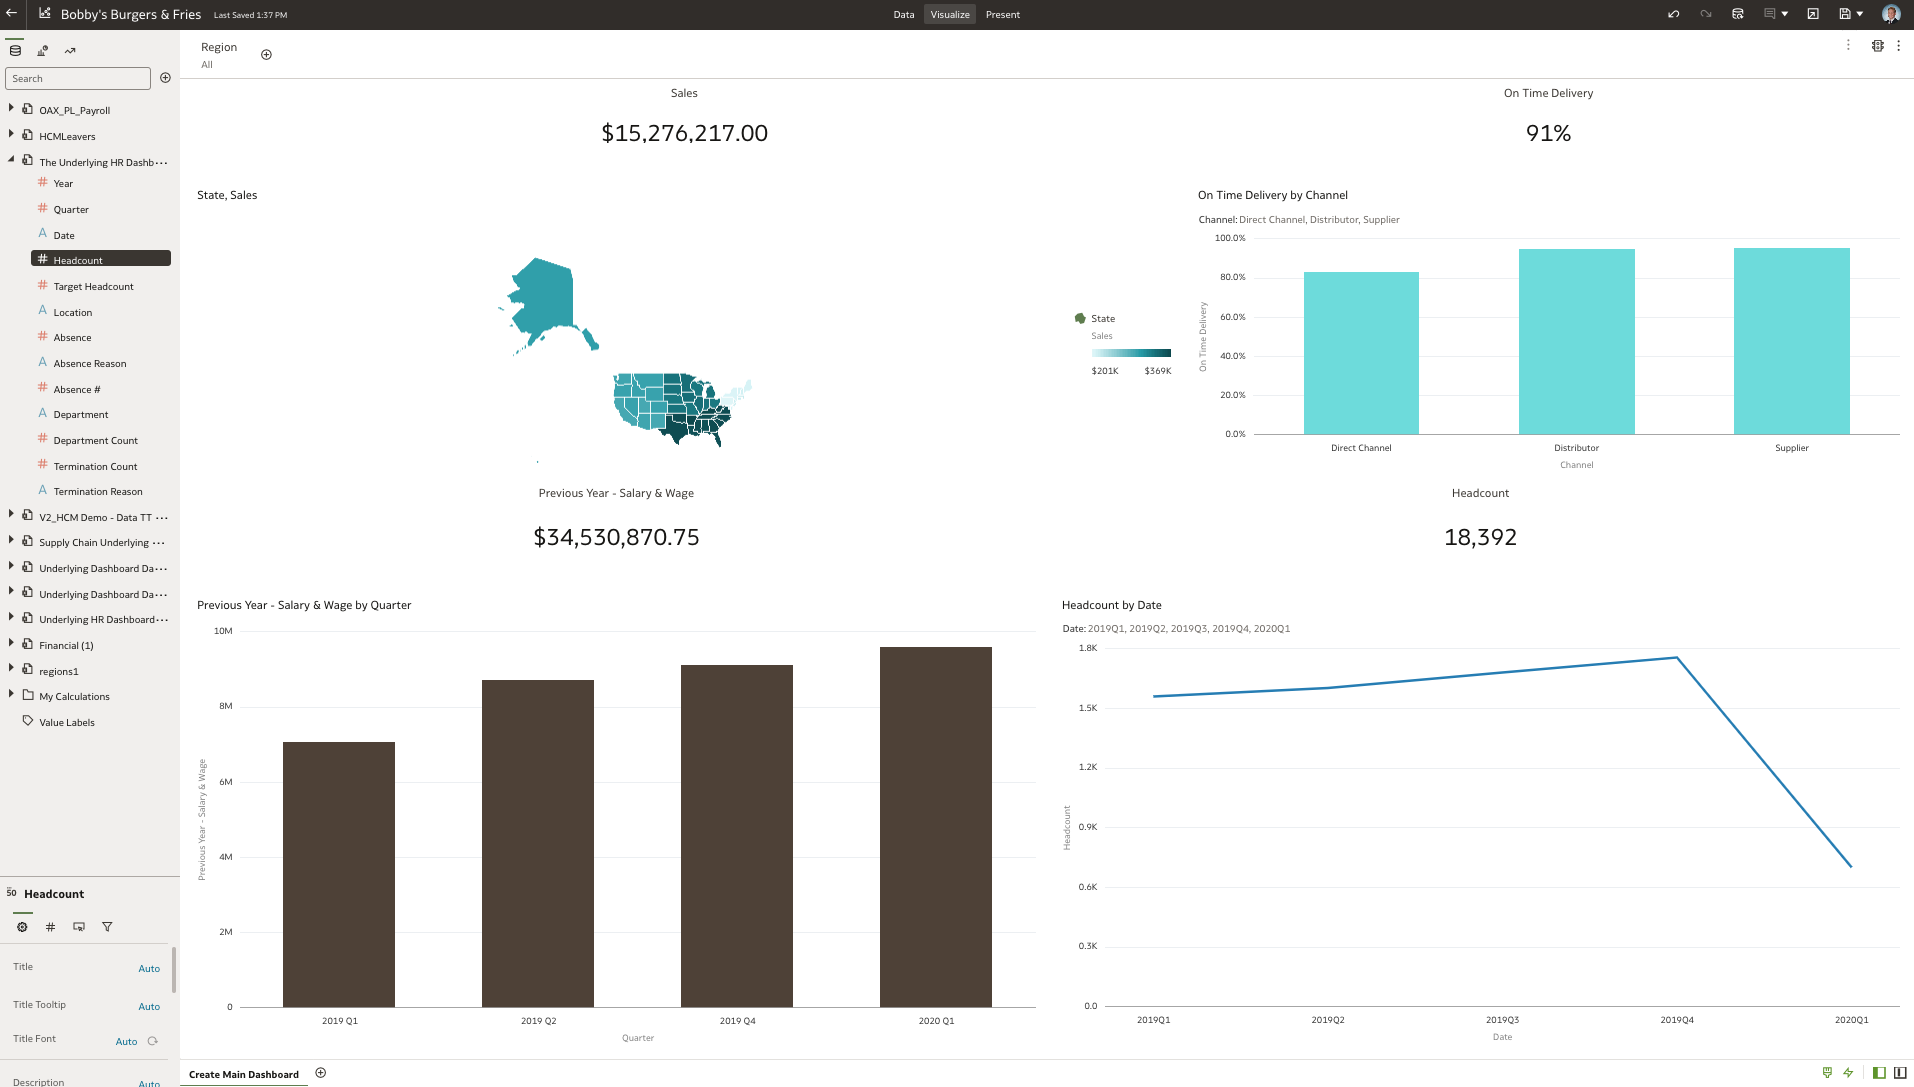 Bobby's Burgers & Fries Last Saved 1:37 PM
Data Visualize Present
Search
OAX_PL_Payroll
HCMLeavers
The Underlying HR Dashb...
# Year
# Quarter
A Date
# Headcount
# Target Headcount
A Location
# Absence
A Absence Reason
# Absence #
A Department
# Department Count
# Termination Count
A Termination Reason
V2_HCM Demo - Data TT ...
Supply Chain Underlying ...
Underlying Dashboard Da...
Underlying Dashboard Da...
Underlying HR Dashboard...
Financial (1)
regions1
My Calculations
Value Labels
50 Headcount
#
Title Auto
Title Tooltip Auto
Title Font Auto
Description Auto
Region
All
Sales
$15,276,217.00
On Time Delivery
91%
State, Sales
State
Sales
$201K $369K
On Time Delivery by Channel
Channel: Direct Channel, Distributor, Supplier
100.0%
80.0%
60.0%
40.0%
20.0%
0.0%
On Time Delivery
Direct Channel Distributor Supplier
Channel
Previous Year - Salary & Wage
$34,530,870.75
Headcount
18,392
Previous Year - Salary & Wage by Quarter
10M
8M
6M
4M
2M
0
Previous Year - Salary & Wage
2019 Q1 2019 Q2 2019 Q4 2020 Q1
Quarter
Headcount by Date
Date: 2019Q1, 2019Q2, 2019Q3, 2019Q4, 2020Q1
1.8K
1.5K
1.2K
0.9K
0.6K
0.3K
0.0
Headcount
2019Q1 2019Q2 2019Q3 2019Q4 2020Q1
Date
Create Main Dashboard